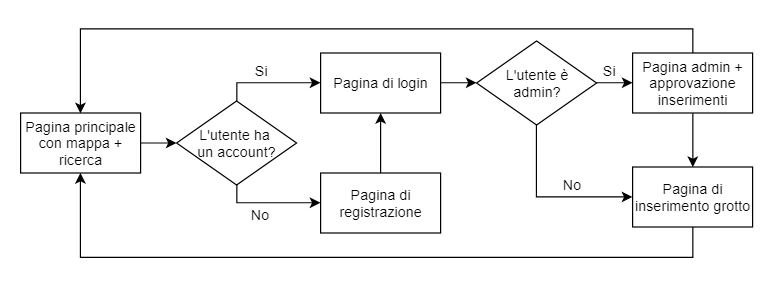 Pagina principale
con mappa +
ricerca
L'utente ha
un account?
Si
No
Pagina di login
Pagina di
registrazione
L'utente è
admin?
Si
No
Pagina admin +
approvazione
inserimenti
Pagina di
inserimento grotto